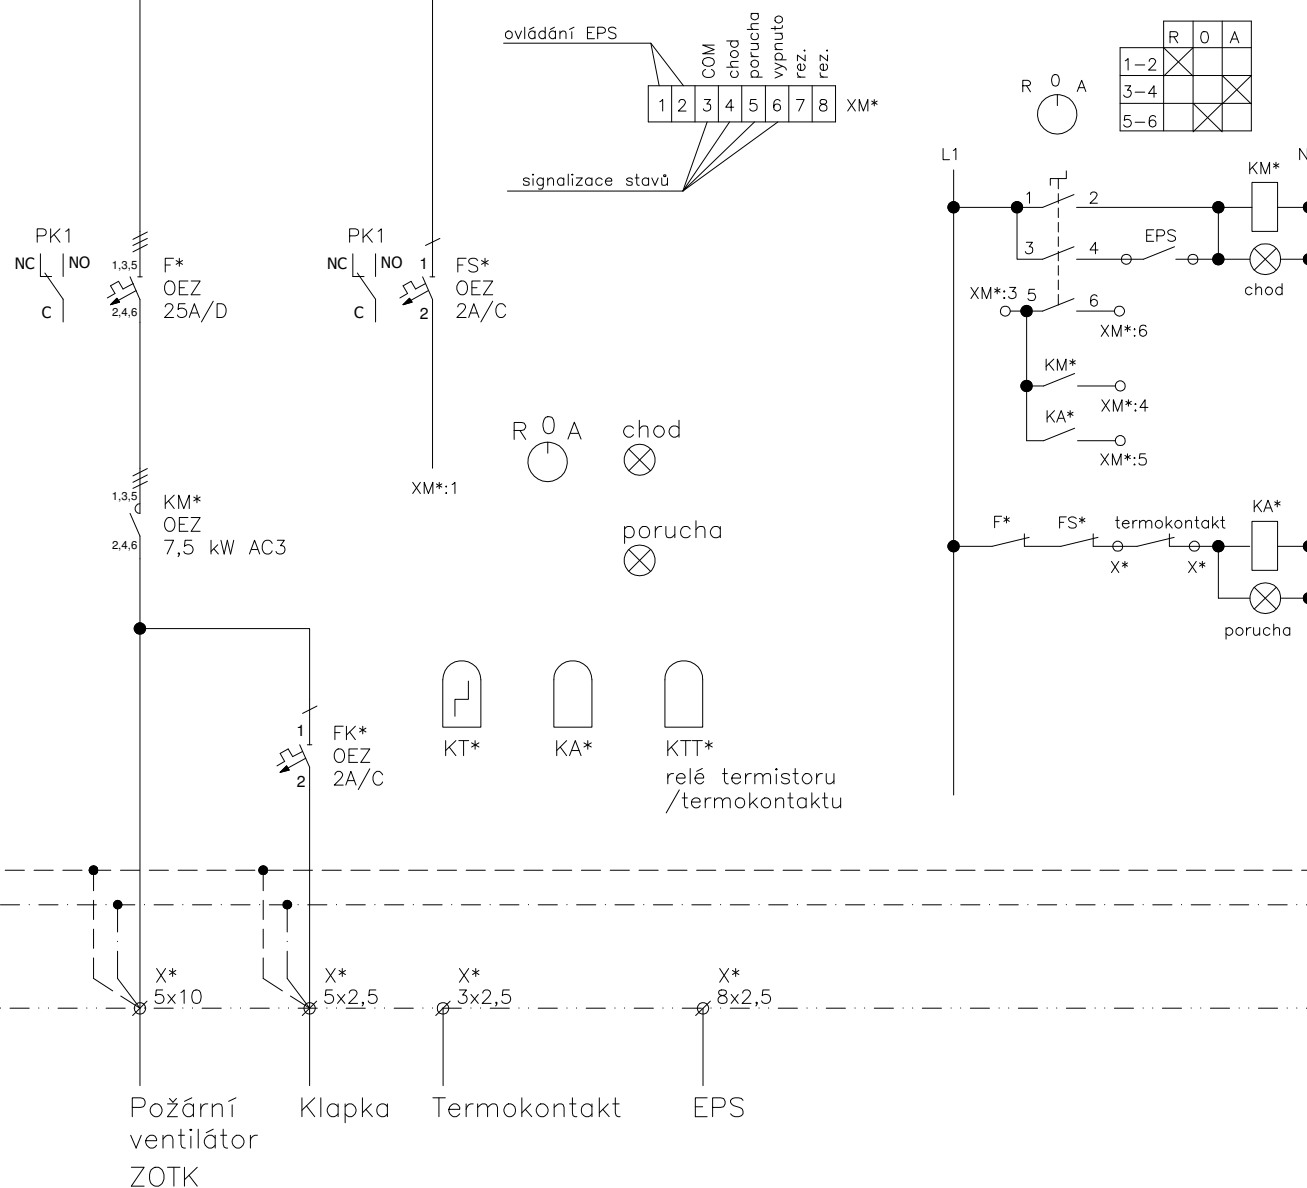 ovládání EPS
COM
chod
porucha
vypnuto
rez.
rez.
1 2 3 4 5 6 7 8 XM*
signalizace stavů
R 0 A
1-2
3-4
5-6
R 0 A
L1
N
KM*
1 2
3 4
EPS
chod
XM*:3 5 6
XM*:6
KM*
XM*:4
KA*
XM*:5
F* FS* termokontakt KA*
X* X*
porucha
PK1
NC NO
C
1,3,5
2,4,6
F*
OEZ
25A/D
PK1
NC NO
C
1
2
FS*
OEZ
2A/C
XM*:1
R 0 A
chod
porucha
1,3,5
2,4,6
KM*
OEZ
7,5 kW AC3
1
2
FK*
OEZ
2A/C
KT*
KA*
KTT*
relé termistoru
/termokontaktu
X*
5x10
X*
5x2,5
X*
3x2,5
X*
8x2,5
Požární
ventilátor
ZOTK
Klapka
Termokontakt
EPS